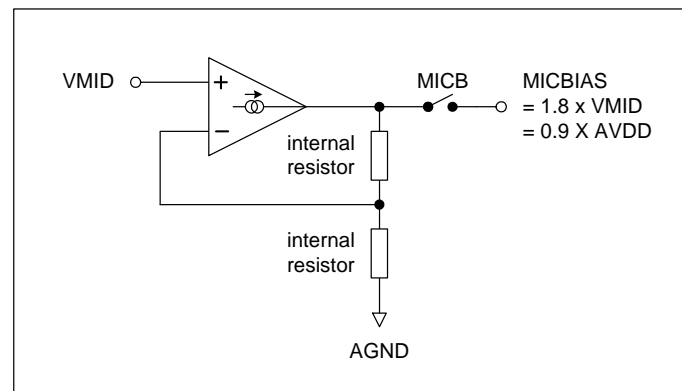 VMID
+
−
MICB
MICBIAS
= 1.8 x VMID
= 0.9 X AVDD
internal
resistor
internal
resistor
AGND